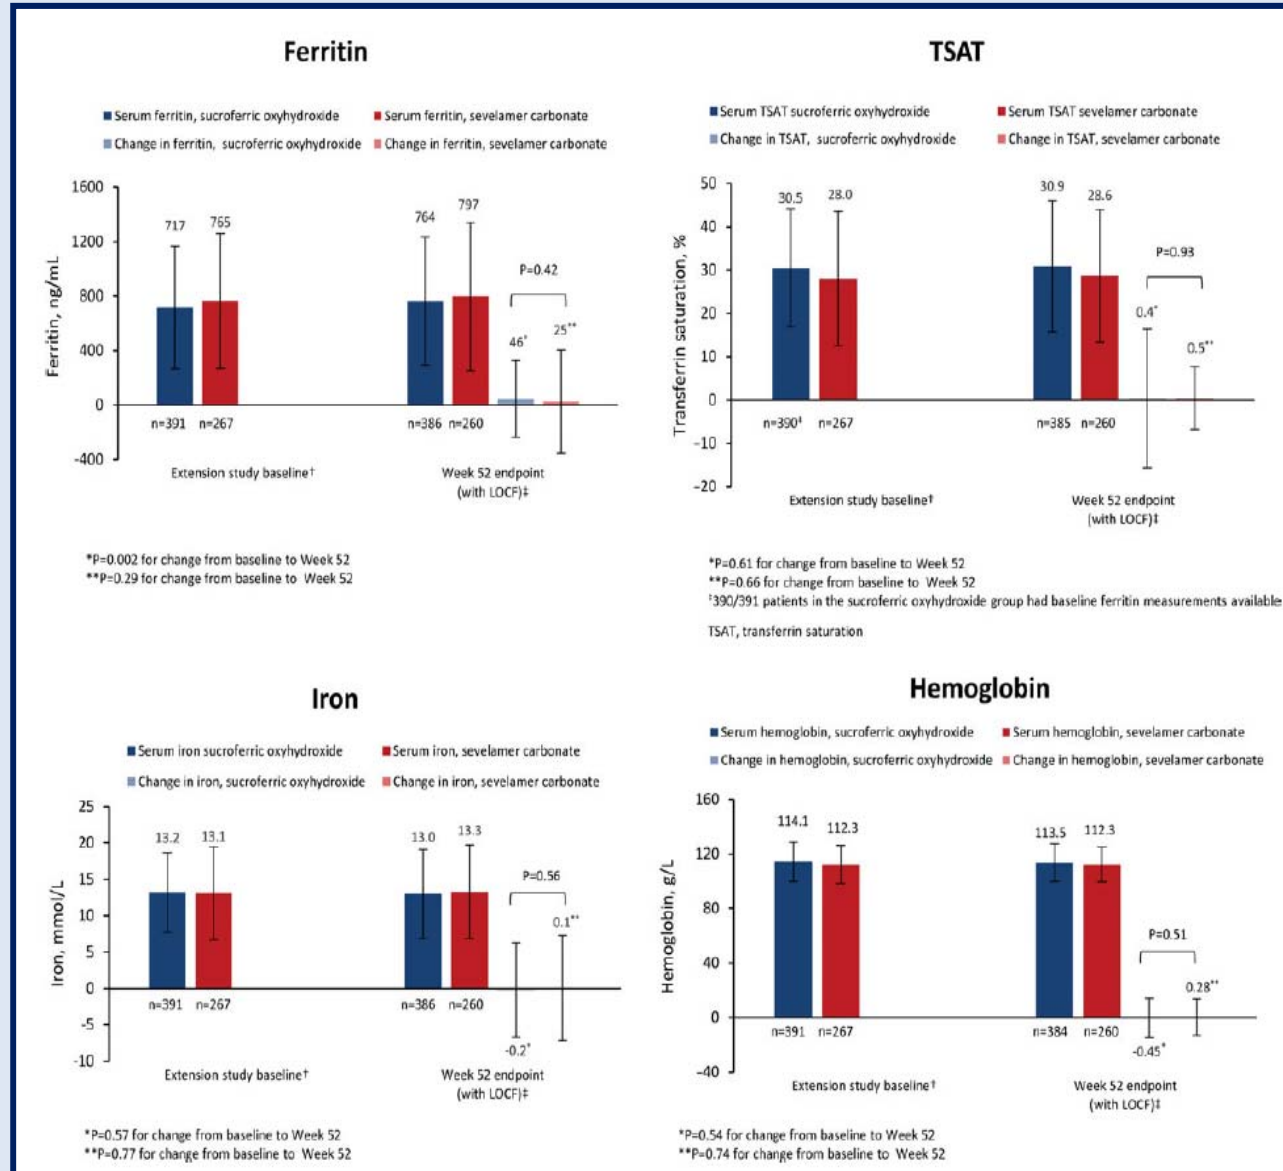 Ferritin
■ Serum ferritin, sucroferric oxyhydroxide ■ Serum ferritin, sevelamer carbonate
■ Change in ferritin, sucroferric oxyhydroxide ■ Change in ferritin, sevelamer carbonate
Ferritin, ng/mL
1600
1200
800
400
0
-400
717 765
764 797
P=0.42
46* 25**
n=391 n=267
n=386 n=260
Extension study baseline†
Week 52 endpoint
(with LOCF)‡
*P=0.002 for change from baseline to Week 52
**P=0.29 for change from baseline to Week 52
TSAT
■ Serum TSAT sucroferric oxyhydroxide ■ Serum TSAT sevelamer carbonate
■ Change in TSAT, sucroferric oxyhydroxide ■ Change in TSAT, sevelamer carbonate
Transferrin saturation, %
50
40
30
20
10
0
-10
-20
30.5 28.0
30.9 28.6
P=0.93
0.4*
0.5**
n=390‡ n=267
n=385 n=260
Extension study baseline†
Week 52 endpoint
(with LOCF)‡
*P=0.61 for change from baseline to Week 52
**P=0.66 for change from baseline to Week 52
‡390/391 patients in the sucroferric oxyhydroxide group had baseline ferritin measurements available
TSAT, transferrin saturation
Iron
■ Serum iron sucroferric oxyhydroxide ■ Serum iron, sevelamer carbonate
■ Change in iron, sucroferric oxyhydroxide ■ Change in iron, sevelamer carbonate
Iron, mmol/L
25
20
15
10
5
0
-5
-10
13.2 13.1
13.0 13.3
P=0.56
0.1**
n=391 n=267
n=386 n=260
-0.2*
Extension study baseline†
Week 52 endpoint
(with LOCF)‡
*P=0.57 for change from baseline to Week 52
**P=0.77 for change from baseline to Week 52
Hemoglobin
■ Serum hemoglobin, sucroferric oxyhydroxide ■ Serum hemoglobin, sevelamer carbonate
■ Change in hemoglobin, sucroferric oxyhydroxide ■ Change in hemoglobin, sevelamer carbonate
Hemoglobin, g/L
160
120
80
40
0
-40
114.1 112.3
113.5 112.3
P=0.51
0.28**
n=391 n=267
n=384 n=260
-0.45*
Extension study baseline†
Week 52 endpoint
(with LOCF)‡
*P=0.54 for change from baseline to Week 52
**P=0.74 for change from baseline to Week 52